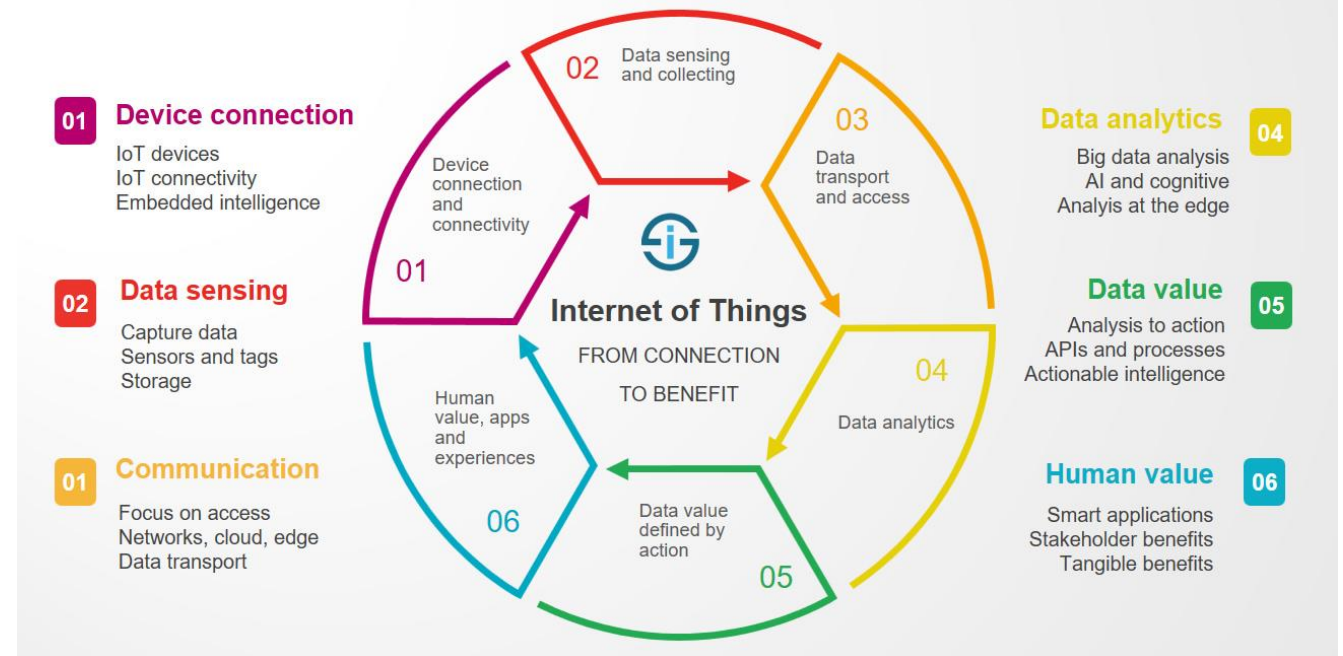 01
Device connection
IoT devices
IoT connectivity
Embedded intelligence
02
Data sensing
Capture data
Sensors and tags
Storage
01
Communication
Focus on access
Networks, cloud, edge
Data transport
02
Data sensing
and collecting
03
Data
transport
and access
Device
connection
and
connectivity
01
Internet of Things
FROM CONNECTION
TO BENEFIT
04
Data analytics
Human
value, apps
and
experiences
06
Data value
defined by
action
05
Data analytics
04
Big data analysis
AI and cognitive
Analyis at the edge
Data value
05
Analysis to action
APIs and processes
Actionable intelligence
Human value
06
Smart applications
Stakeholder benefits
Tangible benefits